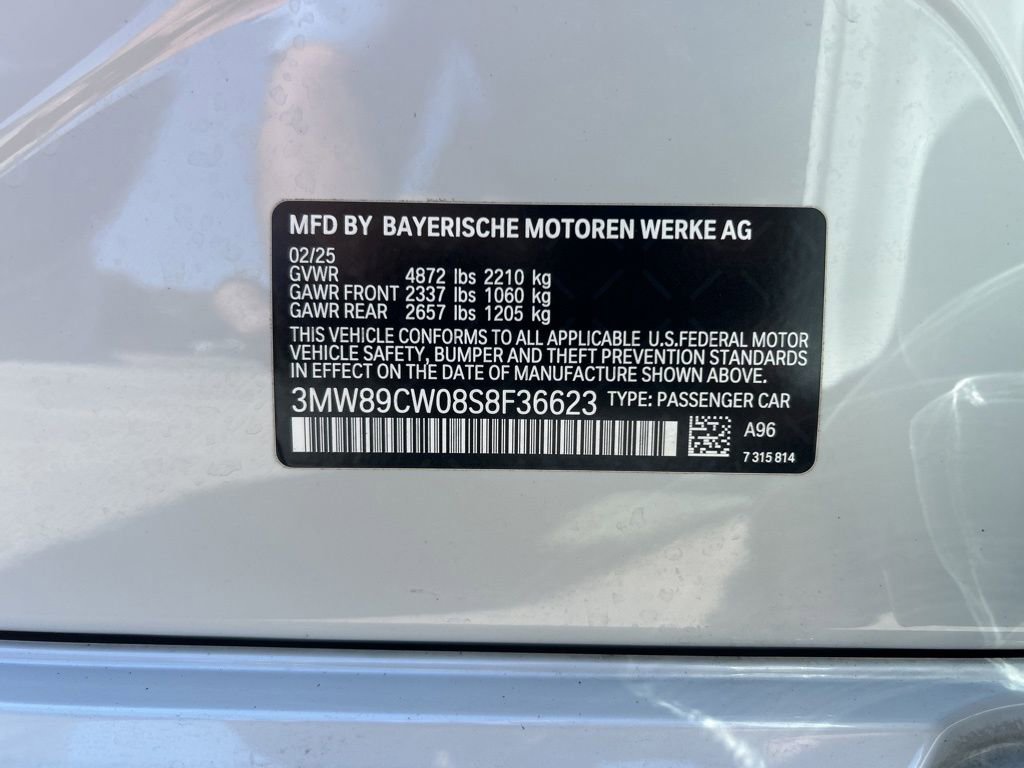 MFD BY BAYERISCHE MOTOREN WERKE AG
02/25
GVWR 4872 lbs 2210 kg
GAWR FRONT 2337 lbs 1060 kg
GAWR REAR 2657 lbs 1205 kg
THIS VEHICLE CONFORMS TO ALL APPLICABLE U.S.FEDERAL MOTOR
VEHICLE SAFETY, BUMPER AND THEFT PREVENTION STANDARDS
IN EFFECT ON THE DATE OF MANUFACTURE SHOWN ABOVE.
3MW89CW08S8F36623 TYPE: PASSENGER CAR
A96
7 315 814